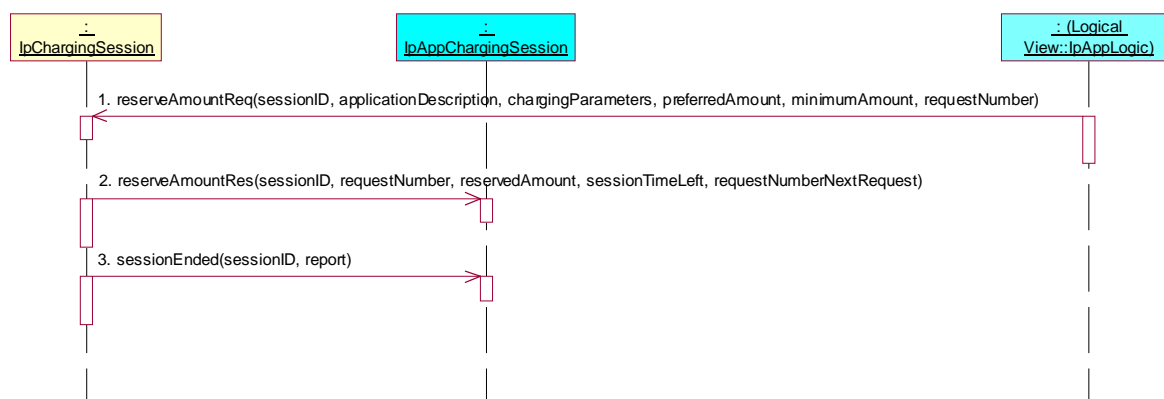 :
IpChargingSession
:
IpAppChargingSession
: (Logical
View::IpAppLogic)
1. reserveAmountReq(sessionID, applicationDescription, chargingParameters, preferredAmount, minimumAmount, requestNumber)
2. reserveAmountRes(sessionID, requestNumber, reservedAmount, sessionTimeLeft, requestNumberNextRequest)
3. sessionEnded(sessionID, report)